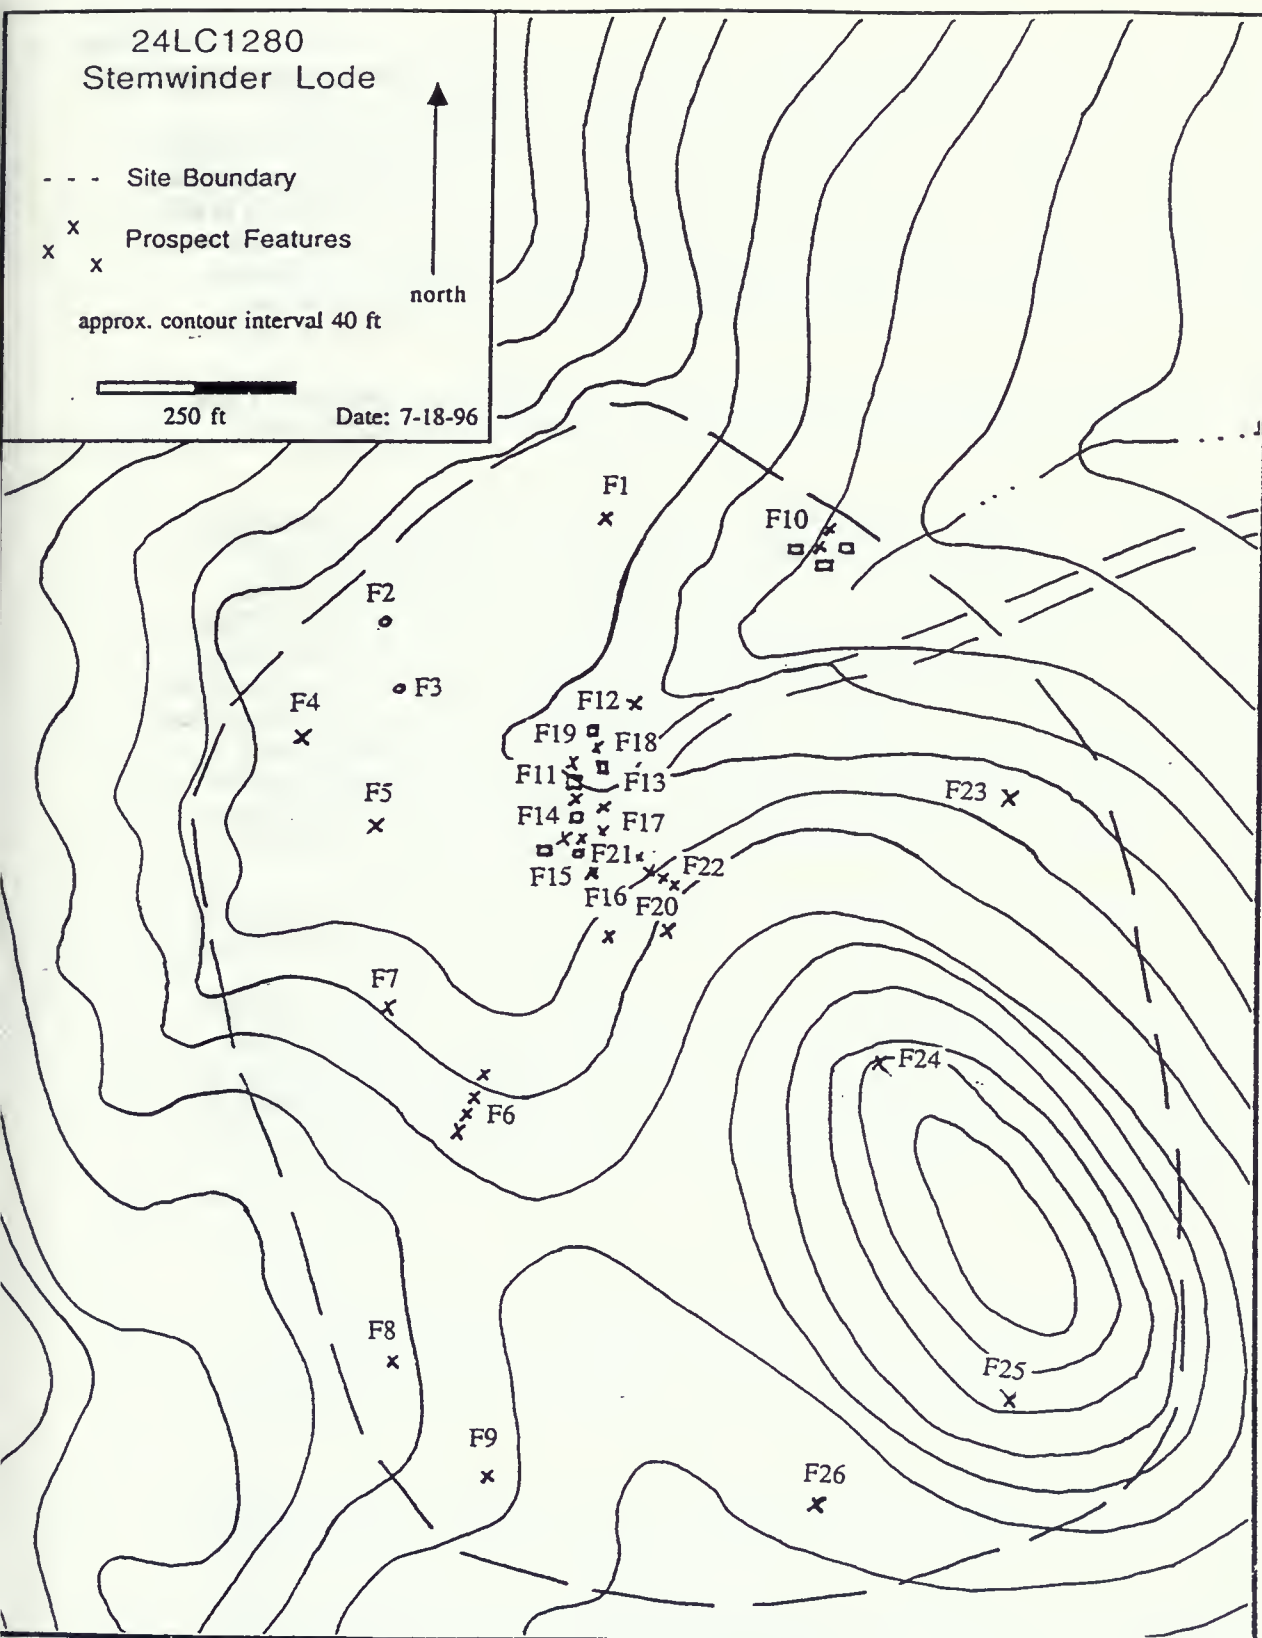 24LC1280
Stemwinder Lode
- - - Site Boundary
x x x Prospect Features
north
approx. contour interval 40 ft
250 ft Date: 7-18-96
F1
F10
F2
F3
F4
F12
F19
F18
F11
F13
F5
F23
F14
F17
F21
F15
F22
F16
F20
F7
F24
F6
F8
F25
F9
F26